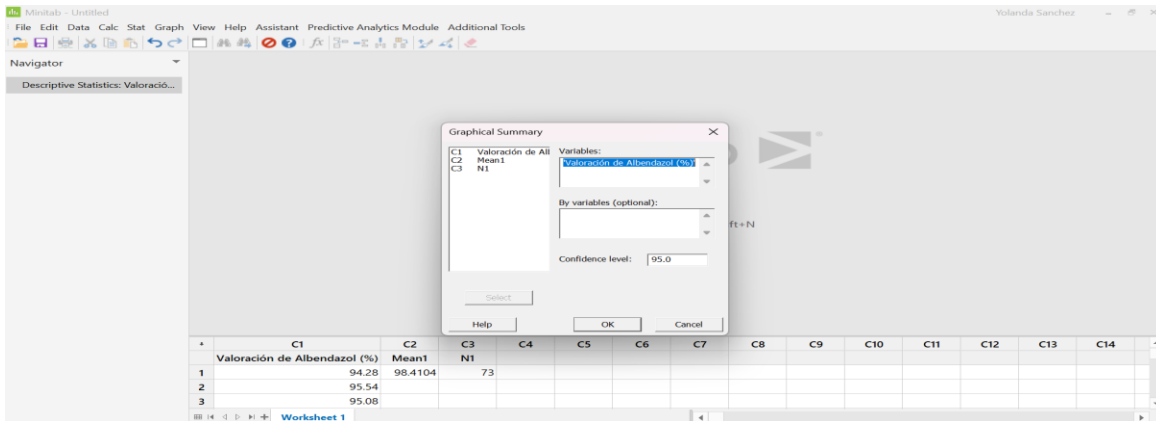 Minitab - Untitled
Yolanda Sanchez
File Edit Data Calc Stat Graph View Help Assistant Predictive Analytics Module Additional Tools
Navigator
Descriptive Statistics: Valoració...
Graphical Summary
C1 Valoración de All
C2 Mean1
C3 N1
Variables:
'Valoración de Albendazol (%)'
By variables (optional):
ft+N
Confidence level: 95.0
Select
Help OK Cancel
C1 C2 C3 C4 C5 C6 C7 C8 C9 C10 C11 C12 C13 C14
Valoración de Albendazol (%) Mean1 N1
1 94.28 98.4104 73
2 95.54
3 95.08
Worksheet 1